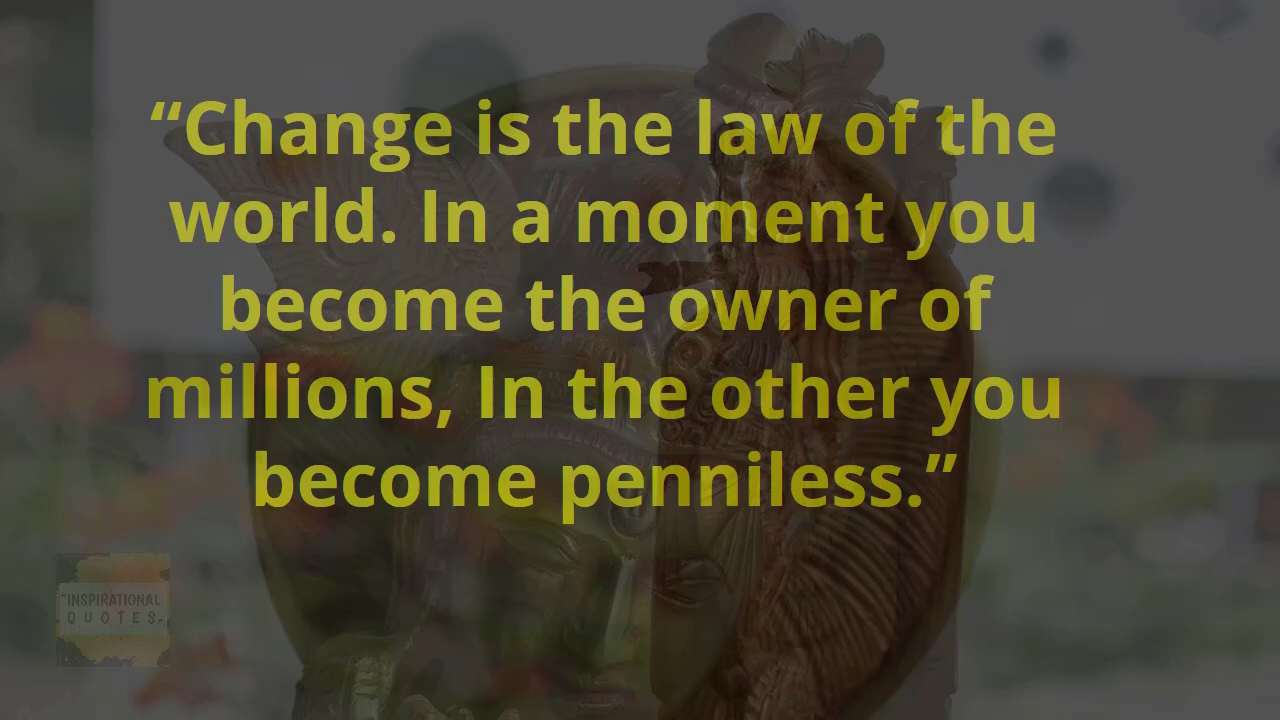 “Change is the law of the
world. In a moment you
become the owner of
millions, In the other you
become penniless.”
"INSPIRATIONAL
QUOTES"